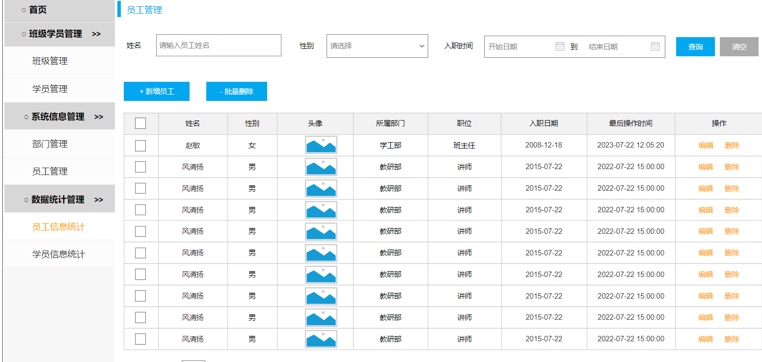 ○ 首页
○ 班级学员管理 >>
班级管理
学员管理
○ 系统信息管理 >>
部门管理
员工管理
○ 数据统计管理 >>
员工信息统计
学员信息统计
员工管理
姓名 请输入员工姓名 性别 请选择 入职时间 开始日期 到 结束日期 查询 清空
+ 新增员工 - 批量删除
姓名 性别 头像 所属部门 职位 入职日期 最后操作时间 操作
赵敏 女 学工部 班主任 2008-12-18 2023-07-22 12:05:20 编辑 删除
风清扬 男 教研部 讲师 2015-07-22 2022-07-22 15:00:00 编辑 删除
风清扬 男 教研部 讲师 2015-07-22 2022-07-22 15:00:00 编辑 删除
风清扬 男 教研部 讲师 2015-07-22 2022-07-22 15:00:00 编辑 删除
风清扬 男 教研部 讲师 2015-07-22 2022-07-22 15:00:00 编辑 删除
风清扬 男 教研部 讲师 2015-07-22 2022-07-22 15:00:00 编辑 删除
风清扬 男 教研部 讲师 2015-07-22 2022-07-22 15:00:00 编辑 删除
风清扬 男 教研部 讲师 2015-07-22 2022-07-22 15:00:00 编辑 删除
风清扬 男 教研部 讲师 2015-07-22 2022-07-22 15:00:00 编辑 删除
风清扬 男 教研部 讲师 2015-07-22 2022-07-22 15:00:00 编辑 删除